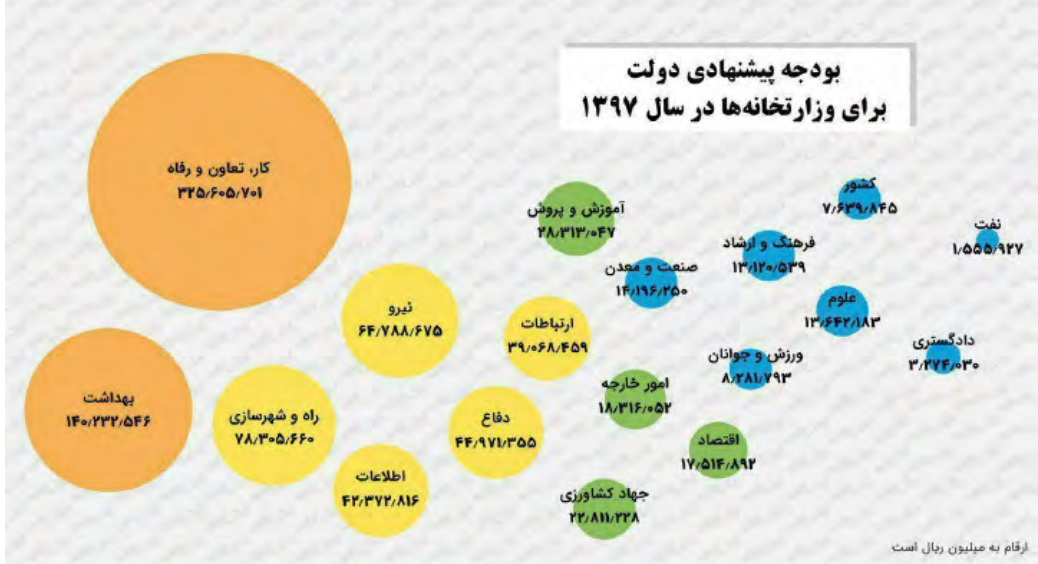 بودجه پیشنهادی دولت
برای وزارتخانه‌ها در سال ۱۳۹۷
کار، تعاون و رفاه
۳۲۵٫۶۰۵٫۷۰۱
کشور
۷٫۶۳۹٫۸۴۵
آموزش و پروش
۲۸٫۳۱۳٫۰۴۷
نفت
۱٫۵۵۵٫۹۲۷
فرهنگ و ارشاد
۱۳٫۱۲۰٫۵۳۹
صنعت و معدن
۱۴٫۱۹۶٫۲۵۰
علوم
۱۳٫۶۴۲٫۱۸۳
نیرو
۶۴٫۷۸۸٫۶۷۵
ارتباطات
۳۹٫۰۶۸٫۴۵۹
دادگستری
۳٫۲۷۴٫۰۳۰
ورزش و جوانان
۸٫۲۸۱٫۷۹۳
امور خارجه
۱۸٫۳۱۶٫۰۵۲
بهداشت
۱۴۰٫۲۳۲٫۵۴۶
راه و شهرسازی
۷۸٫۳۰۵٫۶۶۰
دفاع
۴۴٫۹۷۱٫۳۵۵
اقتصاد
۱۷٫۵۱۴٫۸۹۲
اطلاعات
۴۲٫۳۷۲٫۸۱۶
جهاد کشاورزی
۲۲٫۸۱۱٫۲۲۸
ارقام به میلیون ریال است